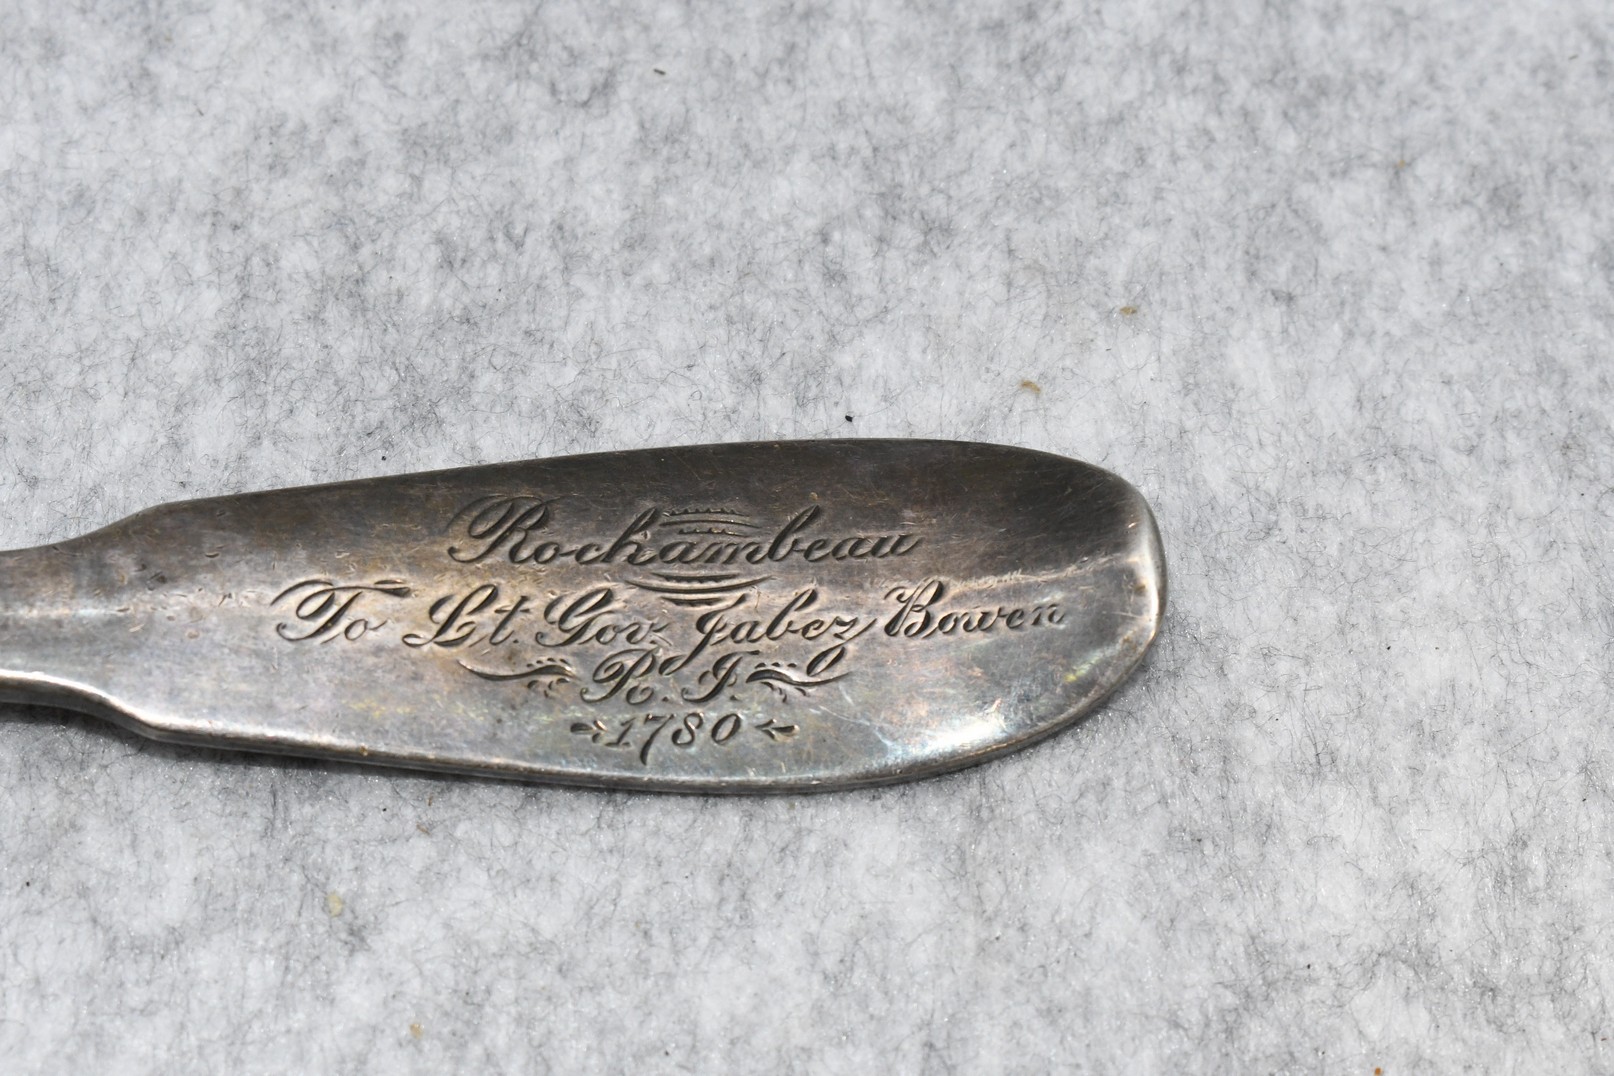 Rochambeau
To Lt. Gov. Jabez Bowen
R. I.
1780